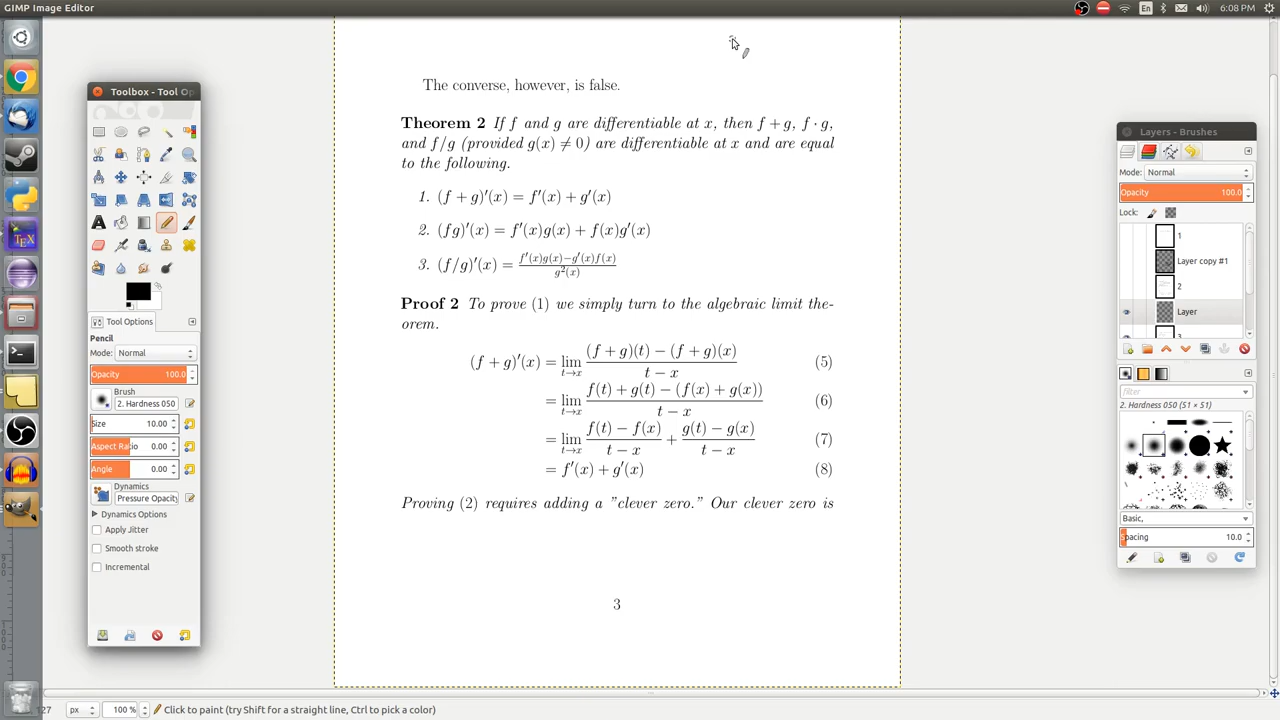 GIMP Image Editor
En
6:08 PM
Toolbox - Tool Op
Tool Options
Pencil
Mode: Normal
Opacity 100.0
Brush
2. Hardness 050
Size 10.00
Aspect Ratio 0.00
Angle 0.00
Dynamics
Pressure Opacity
Dynamics Options
Apply Jitter
Smooth stroke
Incremental
The converse, however, is false.
Theorem 2 If f and g are differentiable at x, then f + g, f · g,
and f/g (provided g(x) ≠ 0) are differentiable at x and are equal
to the following.
1. (f + g)′(x) = f′(x) + g′(x)
2. (fg)′(x) = f′(x)g(x) + f(x)g′(x)
3. (f/g)′(x) = f′(x)g(x)−g′(x)f(x) / g²(x)
Proof 2 To prove (1) we simply turn to the algebraic limit the-
orem.
(f + g)′(x) = lim t→x (f + g)(t) − (f + g)(x) / t − x (5)
= lim t→x f(t) + g(t) − (f(x) + g(x)) / t − x (6)
= lim t→x f(t) − f(x) / t − x + g(t) − g(x) / t − x (7)
= f′(x) + g′(x) (8)
Proving (2) requires adding a ”clever zero.” Our clever zero is
3
Layers - Brushes
Mode: Normal
Opacity 100.0
Lock:
1
Layer copy #1
2
Layer
3
filter
2. Hardness 050 (51 × 51)
Basic,
Spacing 10.0
127 px 100 % Click to paint (try Shift for a straight line, Ctrl to pick a color)